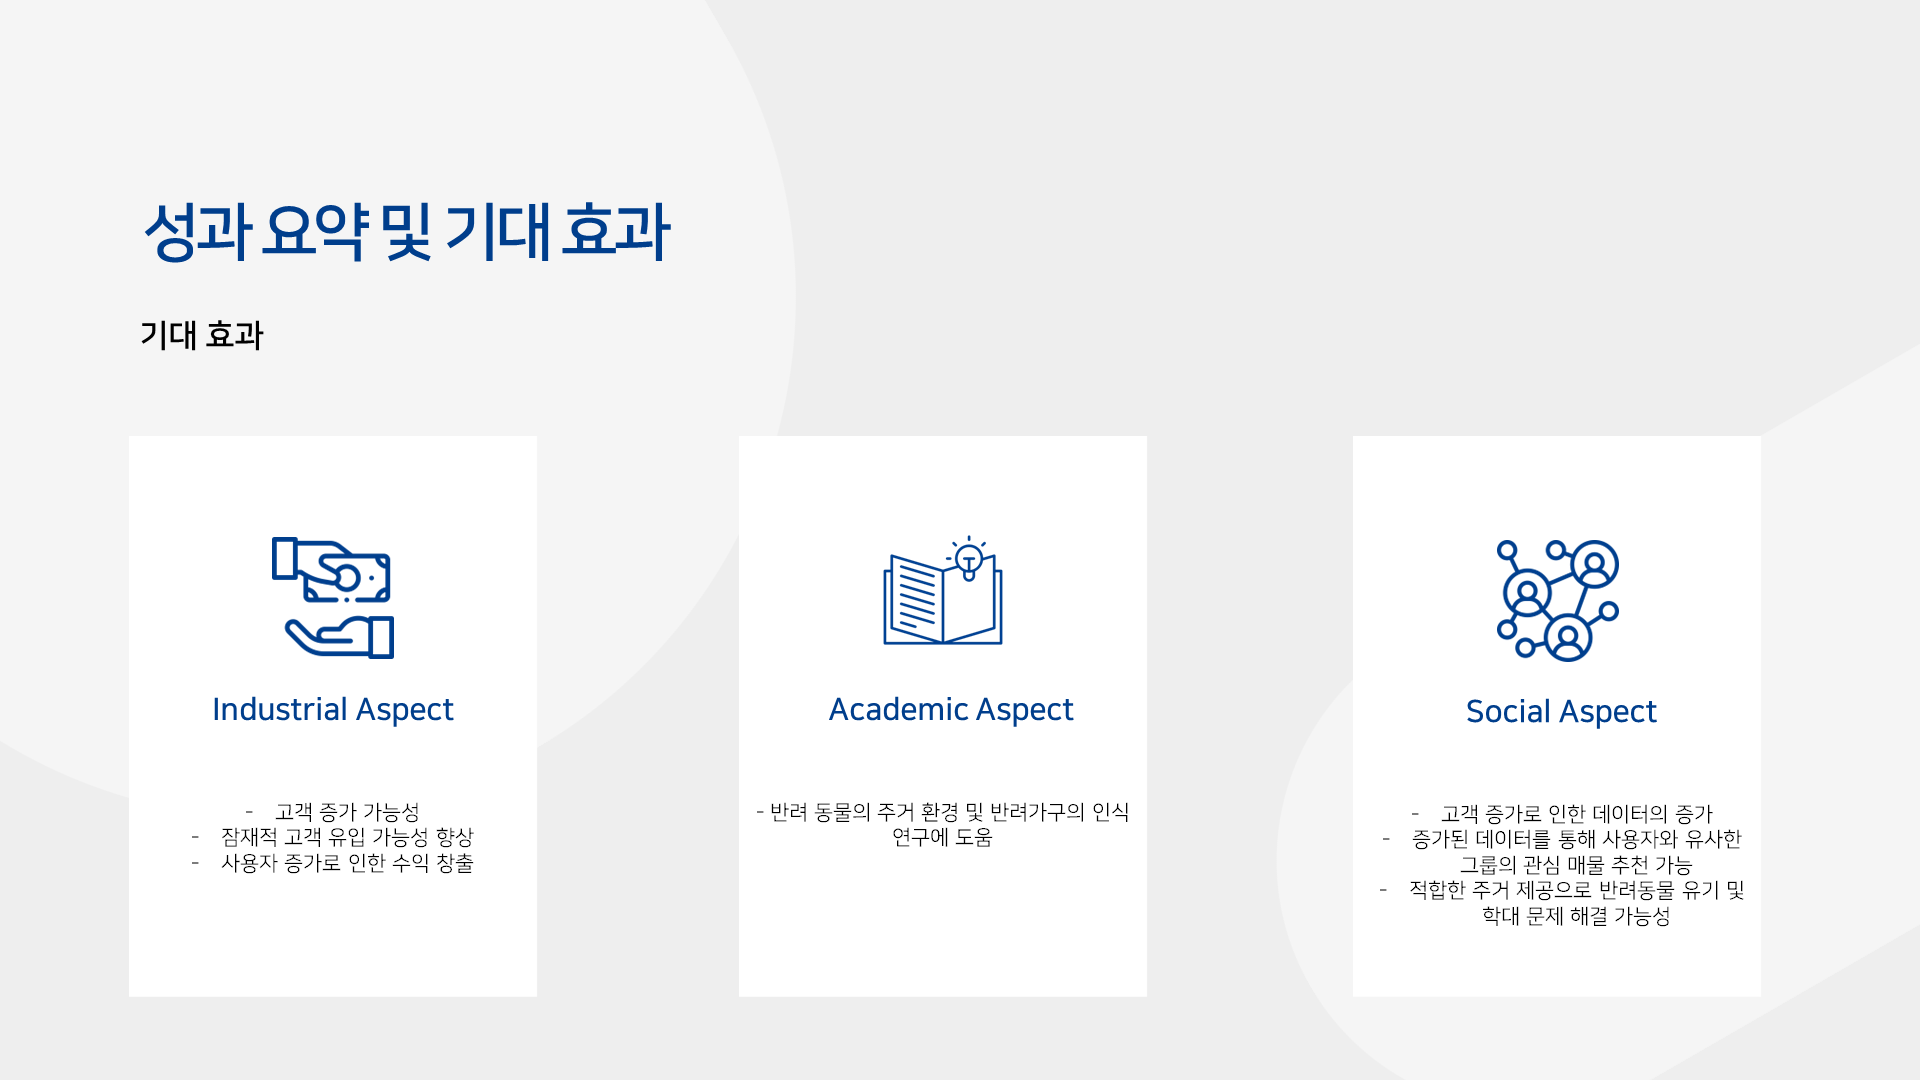 성과 요약 및 기대 효과
기대 효과
Industrial Aspect
- 고객 증가 가능성
- 잠재적 고객 유입 가능성 향상
- 사용자 증가로 인한 수익 창출
Academic Aspect
- 반려 동물의 주거 환경 및 반려가구의 인식
연구에 도움
Social Aspect
- 고객 증가로 인한 데이터의 증가
- 증가된 데이터를 통해 사용자와 유사한
그룹의 관심 매물 추천 가능
- 적합한 주거 제공으로 반려동물 유기 및
학대 문제 해결 가능성